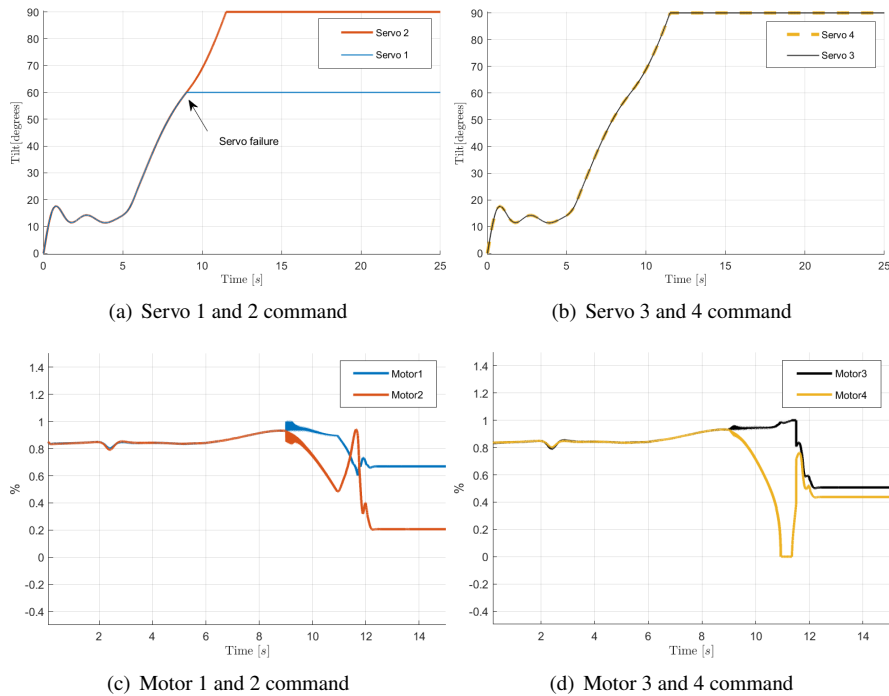 90
80
70
60
50
40
30
20
10
0
Tilt[degrees]
Servo 2
Servo 1
Servo failure
0 5 10 15 20 25
Time [s]
(a) Servo 1 and 2 command
90
80
70
60
50
40
30
20
10
0
Tilt[degrees]
Servo 4
Servo 3
0 5 10 15 20 25
Time [s]
(b) Servo 3 and 4 command
1.4
1.2
1
0.8
0.6
0.4
0.2
0
-0.2
-0.4
%
Motor1
Motor2
2 4 6 8 10 12 14
Time [s]
(c) Motor 1 and 2 command
1.4
1.2
1
0.8
0.6
0.4
0.2
0
-0.2
-0.4
%
Motor3
Motor4
2 4 6 8 10 12 14
Time [s]
(d) Motor 3 and 4 command